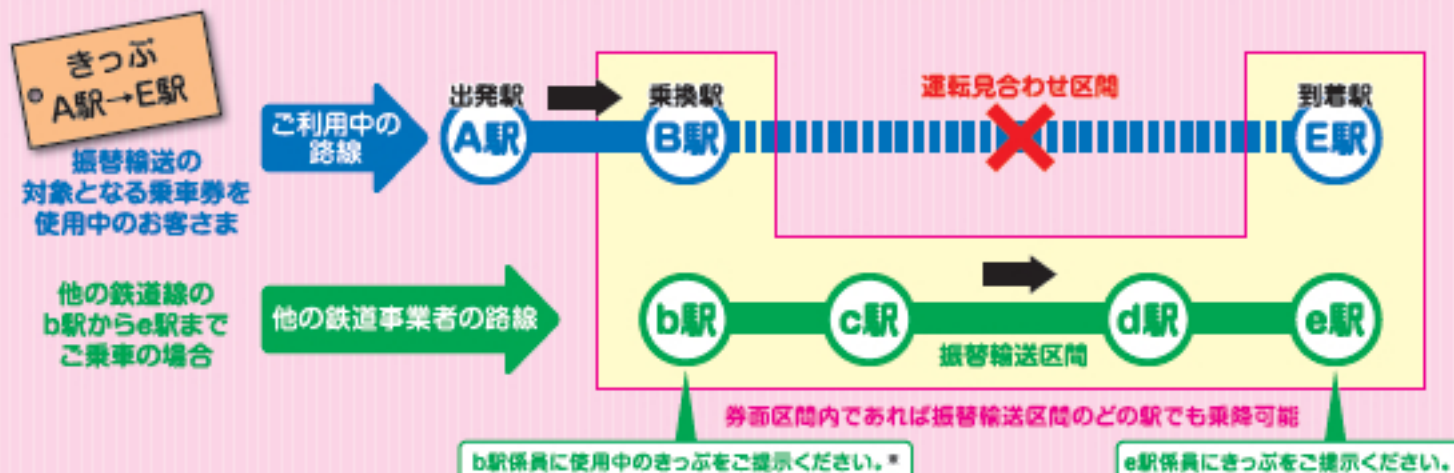 きっぷ
A駅→E駅
振替輸送の
対象となる乗車券を
使用中のお客さま
ご利用中の
路線
出発駅
A駅
乗換駅
B駅
運転見合わせ区間
到着駅
E駅
他の鉄道線の
b駅からe駅まで
ご乗車の場合
他の鉄道事業者の路線
b駅
c駅
d駅
e駅
振替輸送区間
券面区間内であれば振替輸送区間のどの駅でも乗降可能
b駅係員に使用中のきっぷをご提示ください。*
e駅係員にきっぷをご提示ください。